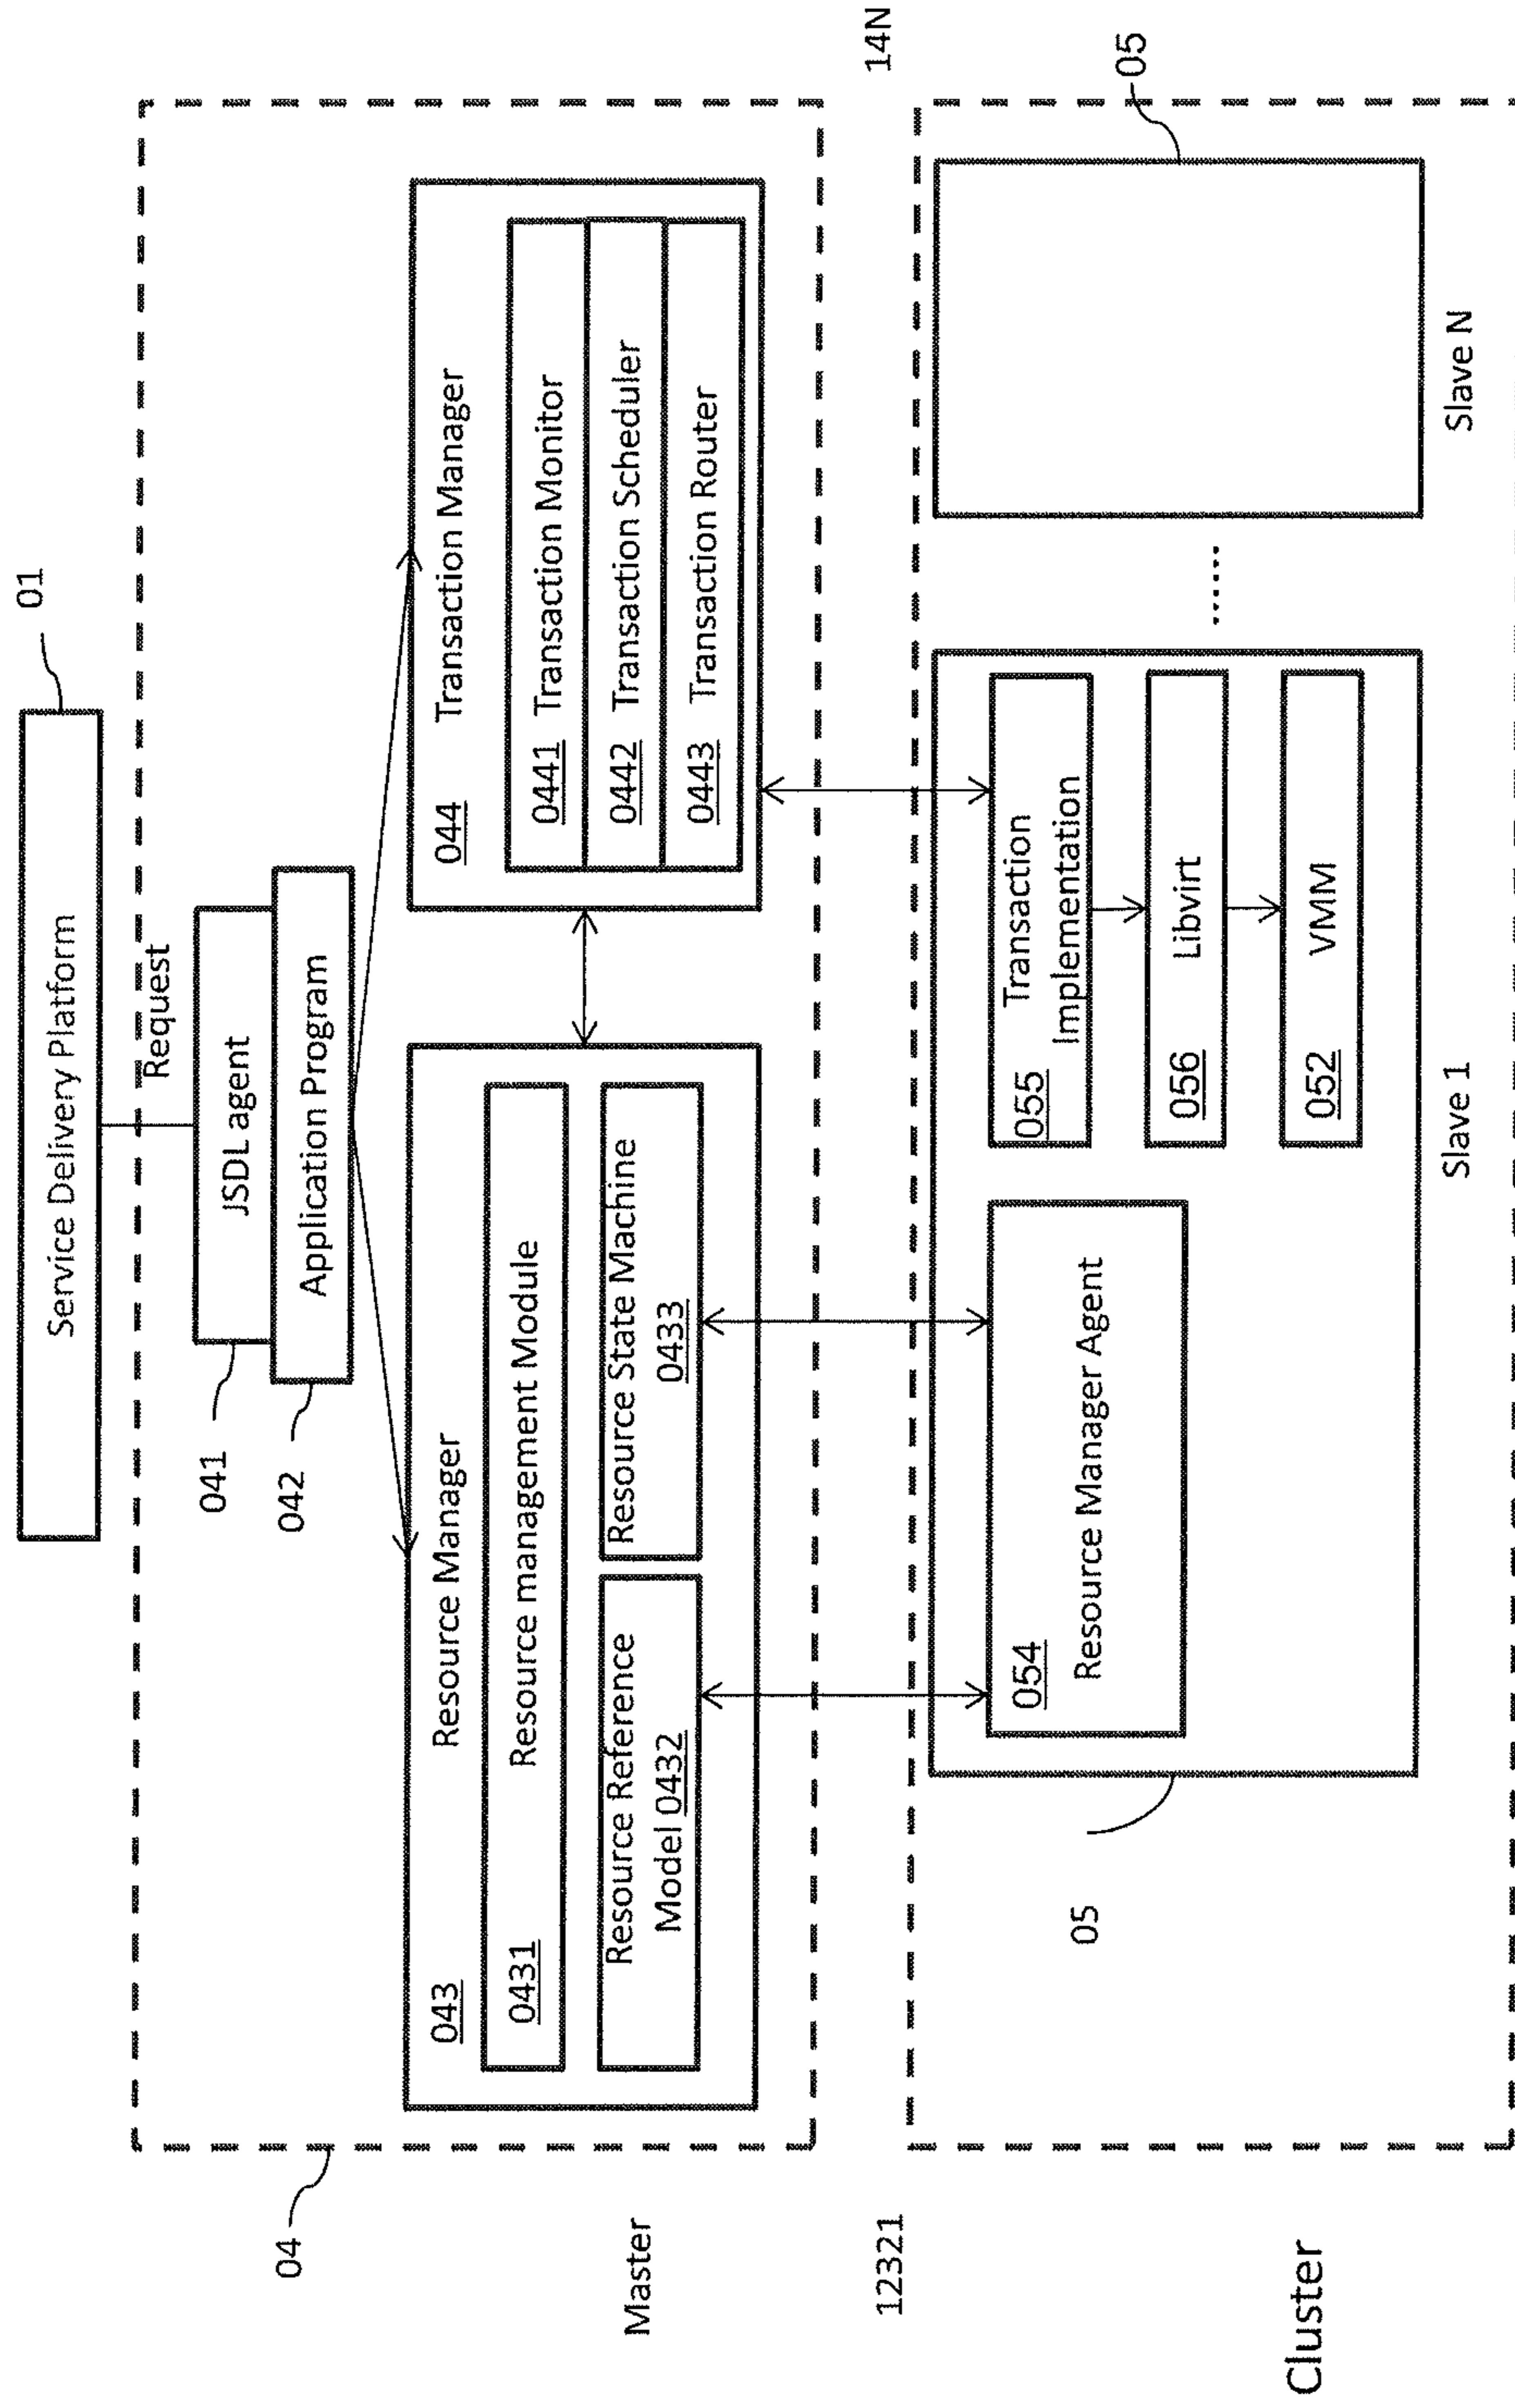 01
Service Delivery Platform
Request
041
JSDL agent
042
Application Program
04
043
Resource Manager
0431
Resource management Module
Resource Reference
Model 0432
Resource State Machine
0433
044
Transaction Manager
0441
Transaction Monitor
0442
Transaction Scheduler
0443
Transaction Router
Master
12321
14N
05
054
Resource Manager Agent
055
Transaction
Implementation
056
Libvirt
052
VMM
......
05
Slave 1
Slave N
Cluster